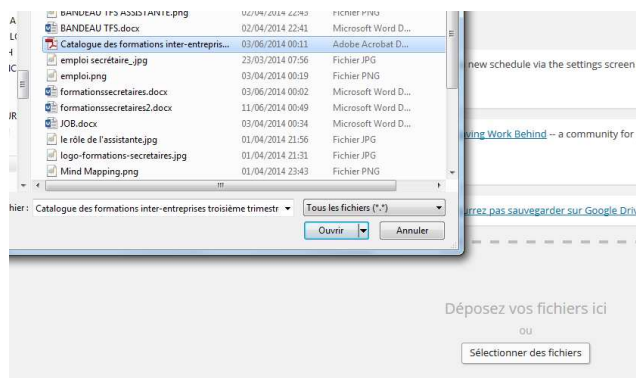 BANDEAU TFS ASSISTANTE.png 02/04/2014 22:43 Fichier PNG
BANDEAU TFS.docx 02/04/2014 22:41 Microsoft Word D...
Catalogue des formations inter-entrepris... 03/06/2014 00:11 Adobe Acrobat D...
emploi secrétaire_.jpg 23/03/2014 07:56 Fichier JPG
emploi.png 03/04/2014 00:19 Fichier PNG
formationssecretaires.docx 03/06/2014 00:02 Microsoft Word D...
formationssecretaires2.docx 11/06/2014 00:49 Microsoft Word D...
JOB.docx 03/04/2014 00:34 Microsoft Word D...
le rôle de l'assistante.jpg 01/04/2014 21:56 Fichier JPG
logo-formations-secretaires.jpg 01/04/2014 21:31 Fichier JPG
Mind Mapping.png 01/04/2014 23:43 Fichier PNG
hier : Catalogue des formations inter-entreprises troisième trimestr Tous les fichiers (*.*)
Ouvrir Annuler
new schedule via the settings screen
ving Work Behind -- a community for
urrez pas sauvegarder sur Google Driv
Déposez vos fichiers ici
ou
Sélectionner des fichiers